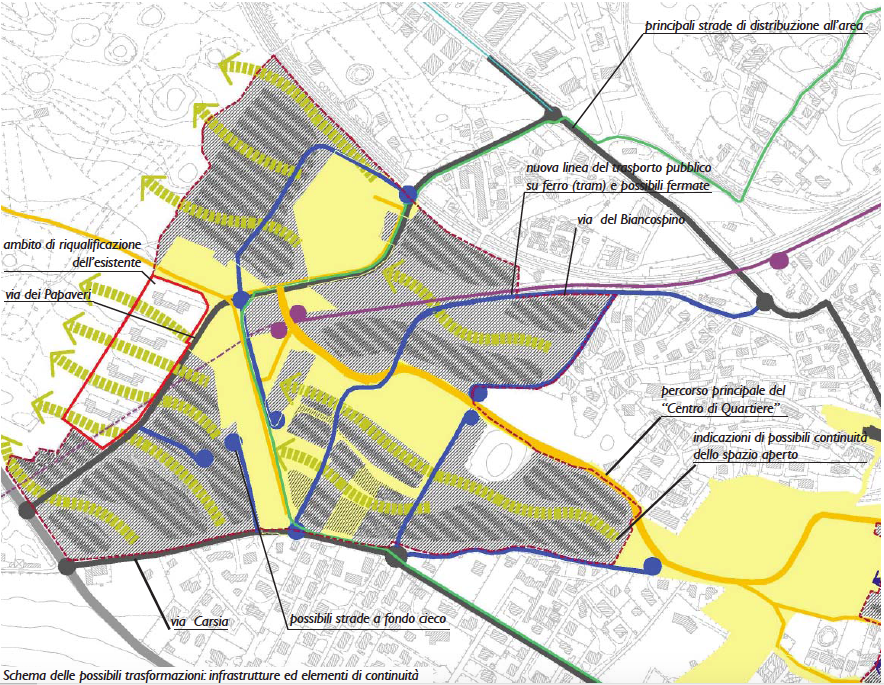 principali strade di distribuzione all'area
nuova linea del trasporto pubblico
su ferro (tram) e possibili fermate
via del Biancospino
ambito di riqualificazione
dell'esistente
via dei Papaveri
percorso principale del
“Centro di Quartiere”
indicazioni di possibili continuità
dello spazio aperto
via Carsia
possibili strade a fondo cieco
Schema delle possibili trasformazioni: infrastrutture ed elementi di continuità